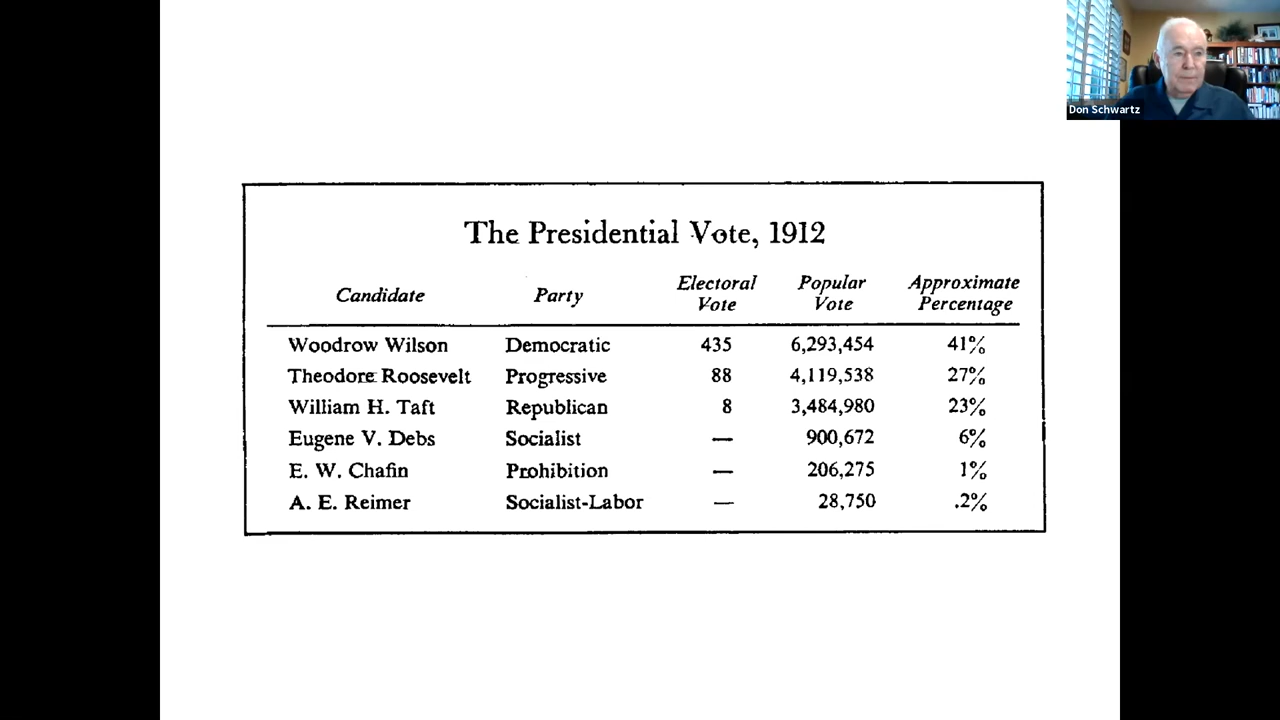 Don Schwartz
The Presidential Vote, 1912
Candidate Party Electoral Vote Popular Vote Approximate Percentage
Woodrow Wilson Democratic 435 6,293,454 41%
Theodore Roosevelt Progressive 88 4,119,538 27%
William H. Taft Republican 8 3,484,980 23%
Eugene V. Debs Socialist — 900,672 6%
E. W. Chafin Prohibition — 206,275 1%
A. E. Reimer Socialist-Labor — 28,750 .2%